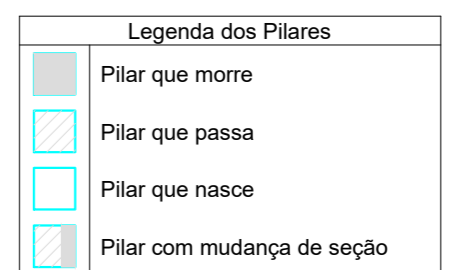 Legenda dos Pilares
Pilar que morre
Pilar que passa
Pilar que nasce
Pilar com mudança de seção